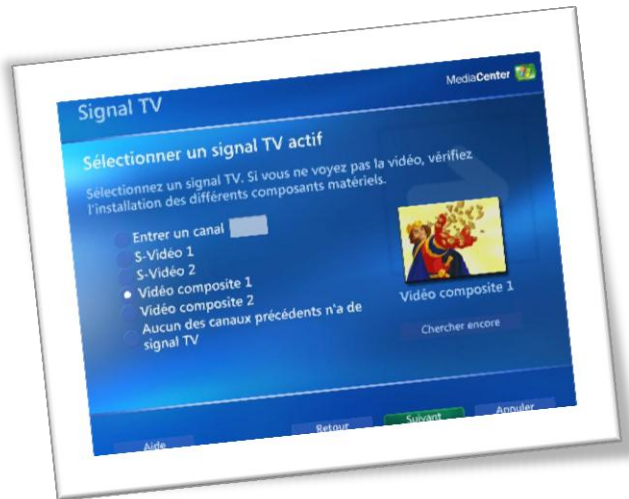 MediaCenter
Signal TV
Sélectionner un signal TV actif
Sélectionnez un signal TV. Si vous ne voyez pas la vidéo, vérifiez
l'installation des différents composants matériels.
Entrer un canal
S-Vidéo 1
S-Vidéo 2
Vidéo composite 1
Vidéo composite 2
Aucun des canaux précédents n'a de
signal TV
Vidéo composite 1
Chercher encore
Aide
Retour
Suivant
Annuler